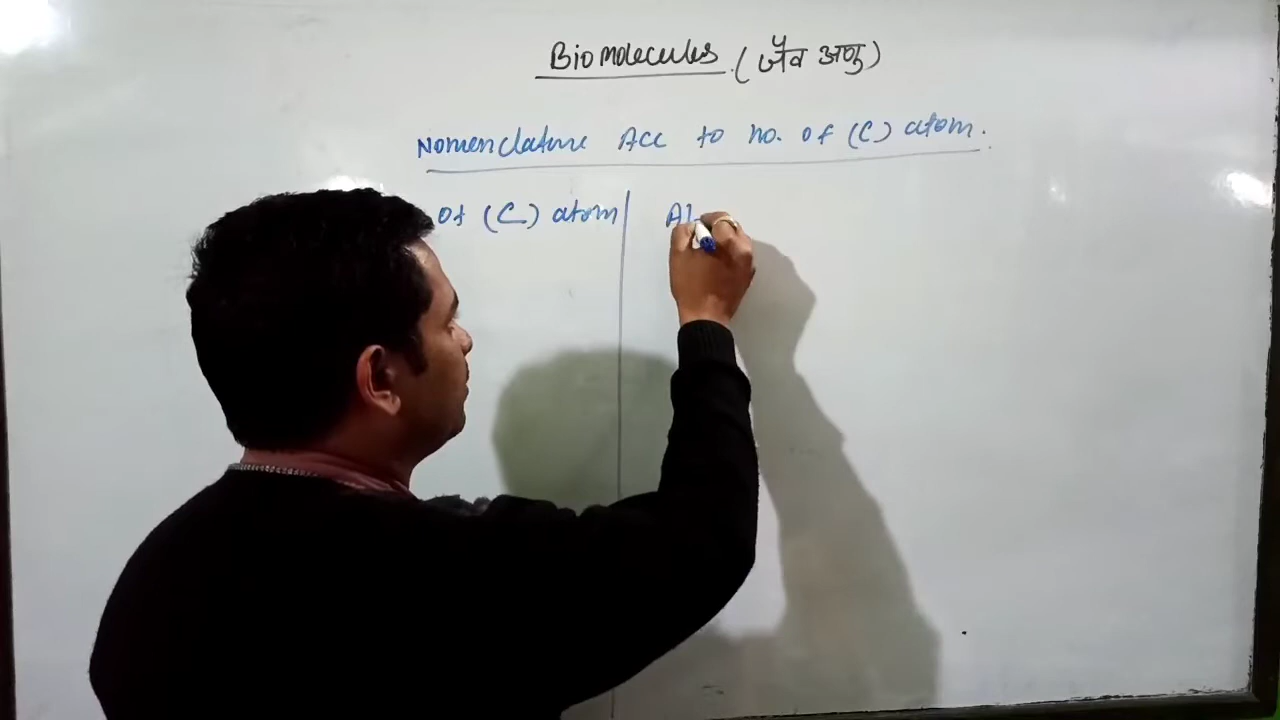 Biomolecules (जैव अणु)
Nomenclature Acc to no. of (C) atom.
of (C) atom
Al